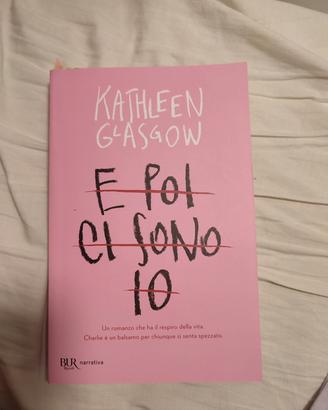 KATHLEEN
GLASGOW
E POI
CI SONO
IO
Un romanzo che ha il respiro della vita.
Charlie è un balsamo per chiunque si senta spezzato.
BUR
narrativa